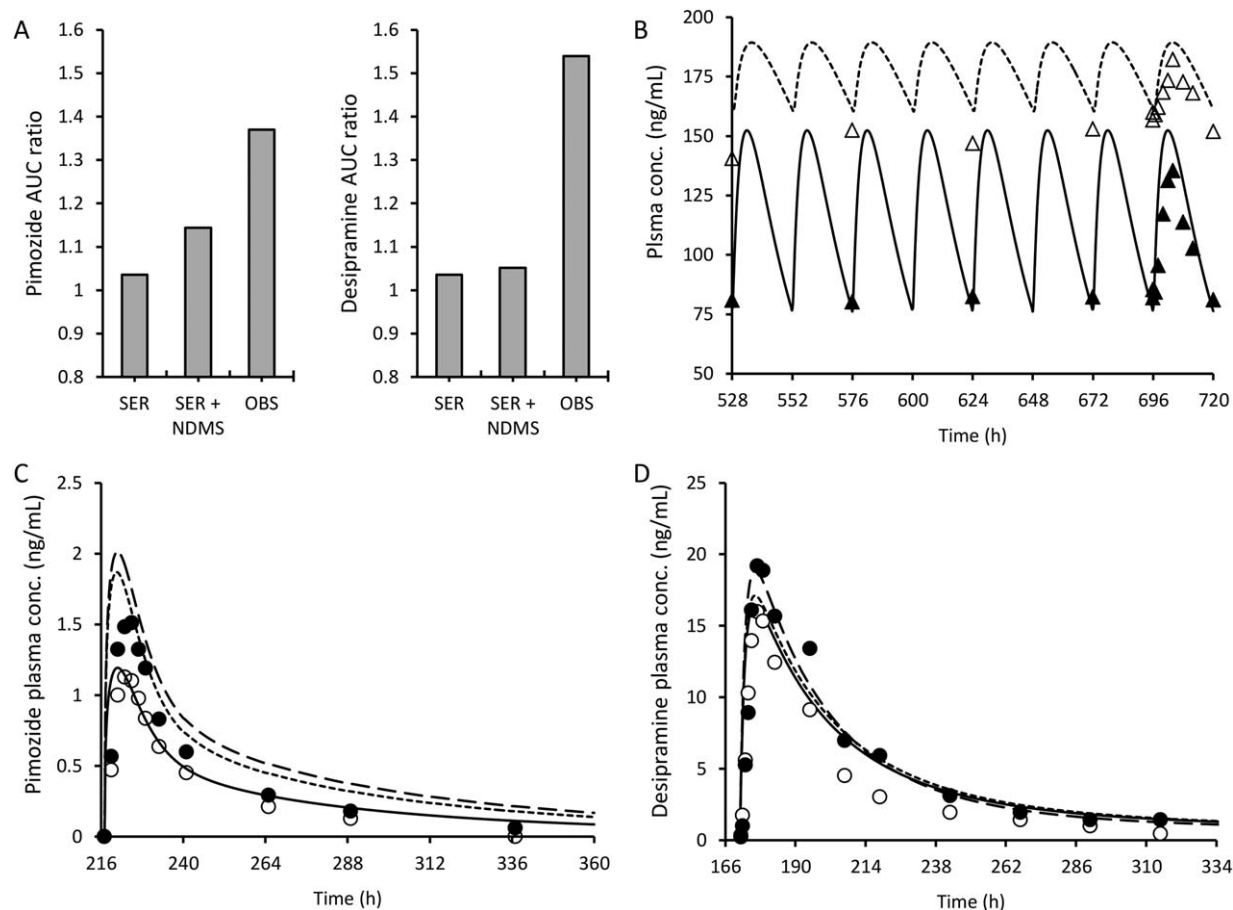 A
Pimozide AUC ratio
1.6
1.5
1.4
1.3
1.2
1.1
1
0.9
0.8
SER
SER +
NDMS
OBS
Desipramine AUC ratio
1.6
1.5
1.4
1.3
1.2
1.1
1
0.9
0.8
SER
SER +
NDMS
OBS
B
Plsma conc. (ng/mL)
200
175
150
125
100
75
50
528 552 576 600 624 648 672 696 720
Time (h)
C
Pimozide plasma conc. (ng/mL)
2.5
2
1.5
1
0.5
0
216 240 264 288 312 336 360
Time (h)
D
Desipramine plasma conc. (ng/mL)
25
20
15
10
5
0
166 190 214 238 262 286 310 334
Time (h)